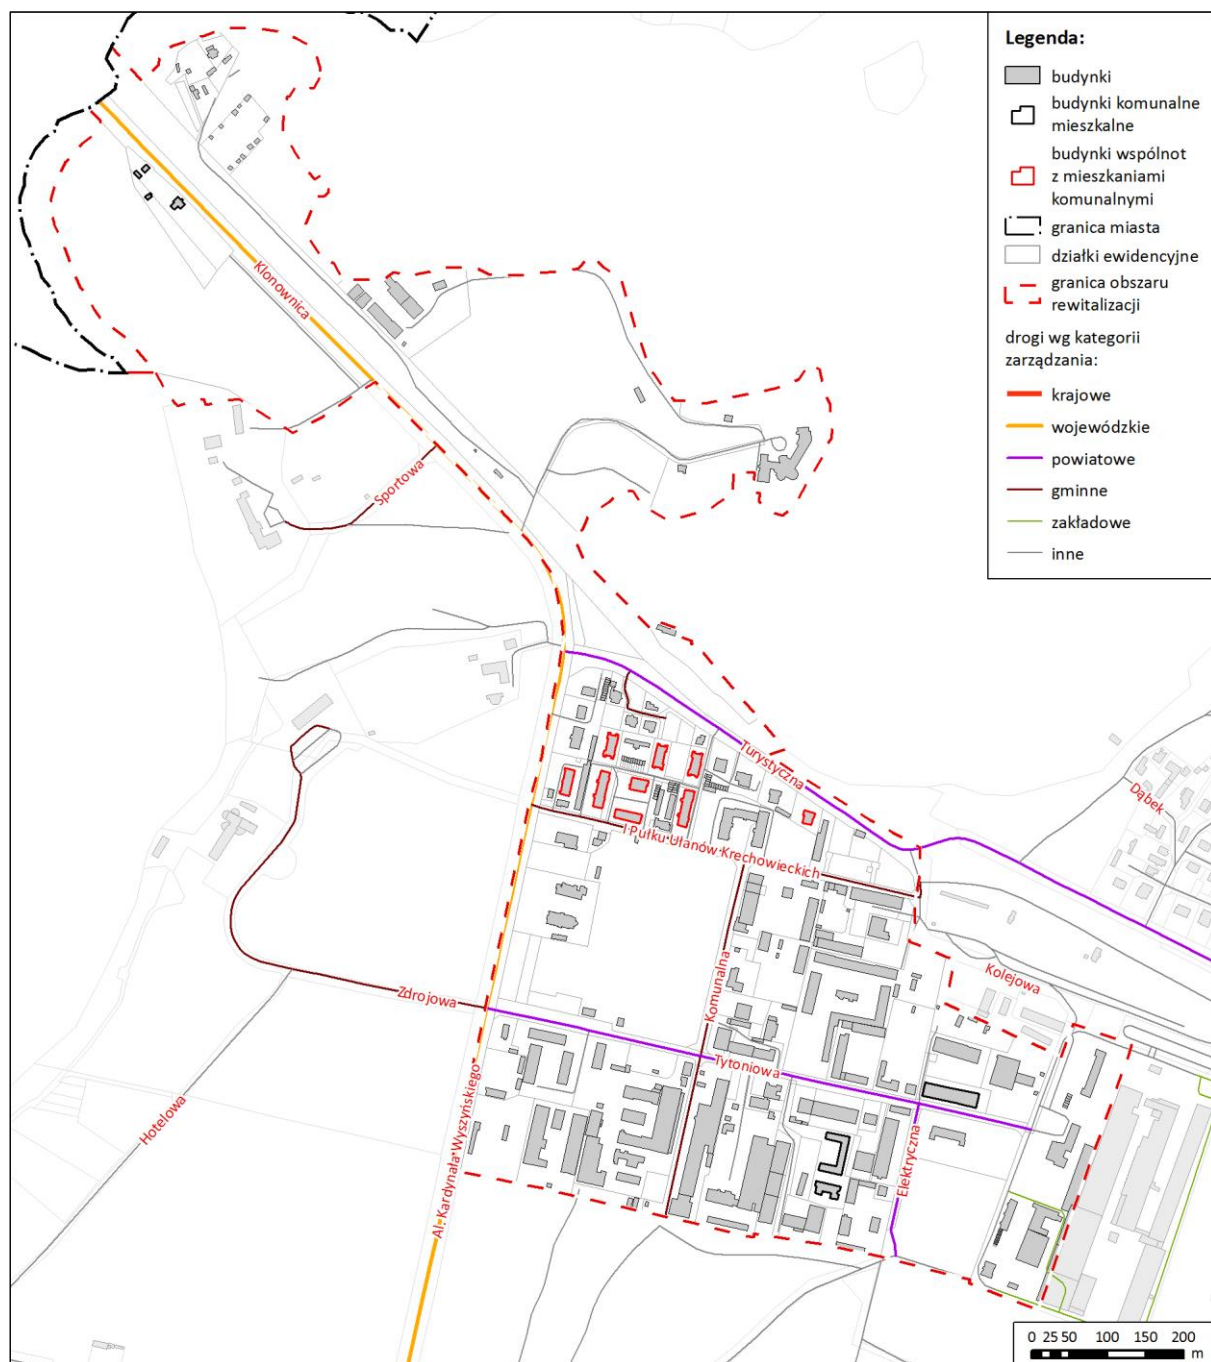 Legenda:
budynki
budynki komunalne
mieszkalne
budynki wspólnot
z mieszkaniami
komunalnymi
granica miasta
działki ewidencyjne
granica obszaru
rewitalizacji
drogi wg kategorii
zarządzania:
krajowe
wojewódzkie
powiatowe
gminne
zakładowe
inne
Klonownica
Sportowa
Turystyczna
Dąbek
I Pułku Ułanów Krechowieckich
Kolejowa
Komunalna
Zdrojowa
Tytoniowa
Hotelowa
Al. Kardynała Wyszyńskiego
Elektryczna
0 25 50 100 150 200
m